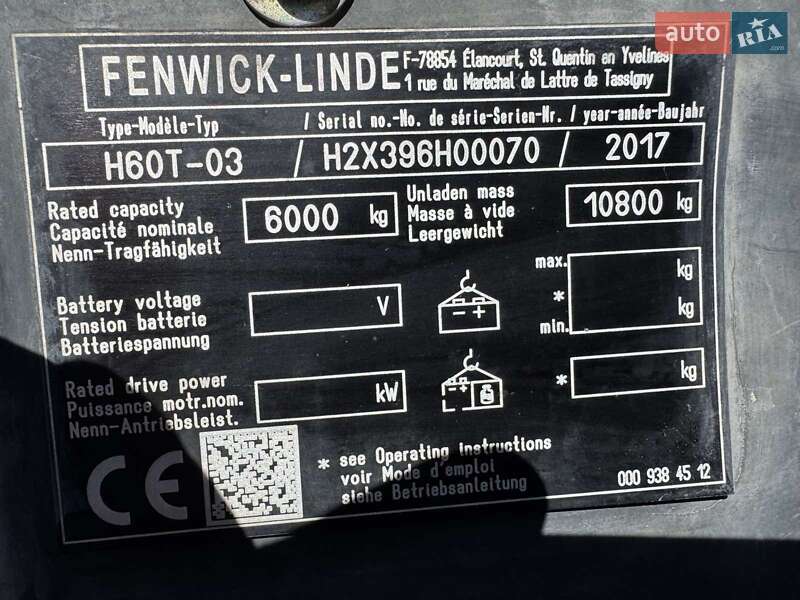 auto RIA.com
FENWICK-LINDE
F-78854 Élancourt, St. Quentin en Yvelines
1 rue du Maréchal de Lattre de Tassigny
Type-Modèle-Typ / Serial no.-No. de série-Serien-Nr. / year-année-Baujahr
H60T-03 / H2X396H00070 / 2017
Rated capacity
Capacité nominale
Nenn-Tragfähigkeit
6000 kg
Unladen mass
Masse à vide
Leergewicht
10800 kg
Battery voltage
Tension batterie
Batteriespannung
V
- +
max.
*
min.
kg
kg
Rated drive power
Puissance motr.nom.
Nenn-Antriebsleist.
kW
- +
*
kg
CE
* see Operating instructions
voir Mode d'emploi
siehe Betriebsanleitung
000 938 45 12